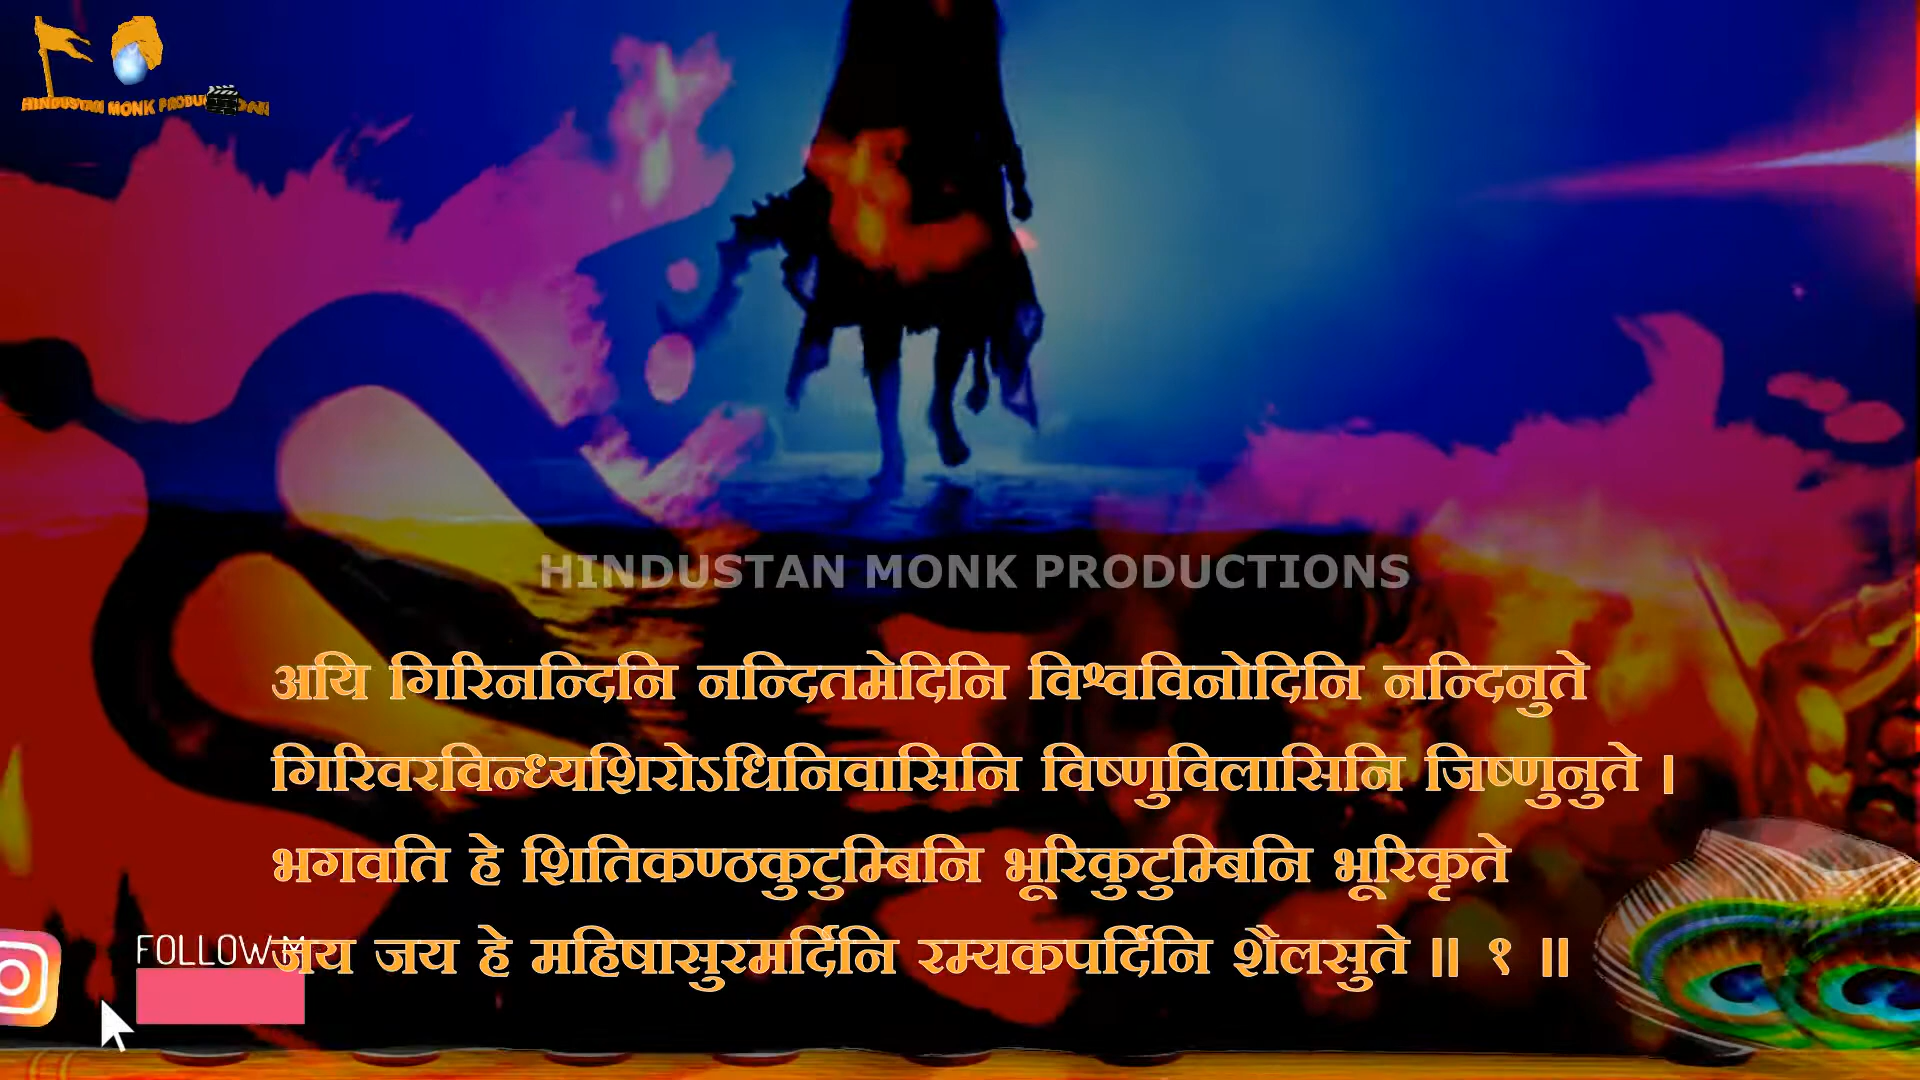 HINDUSTAN MONK PRODUCTIONS
अयि गिरिनन्दिनि नन्दितमेदिनि विश्वविनोदिनि नन्दिनुते
गिरिवरविन्ध्यशिरोऽधिनिवासिनि विष्णुविलासिनि जिष्णुनुते ।
भगवति हे शितिकण्ठकुटुम्बिनि भूरिकुटुम्बिनि भूरिकृते
FOLLOW
जय जय हे महिषासुरमर्दिनि रम्यकपर्दिनि शैलसुते ॥ १ ॥